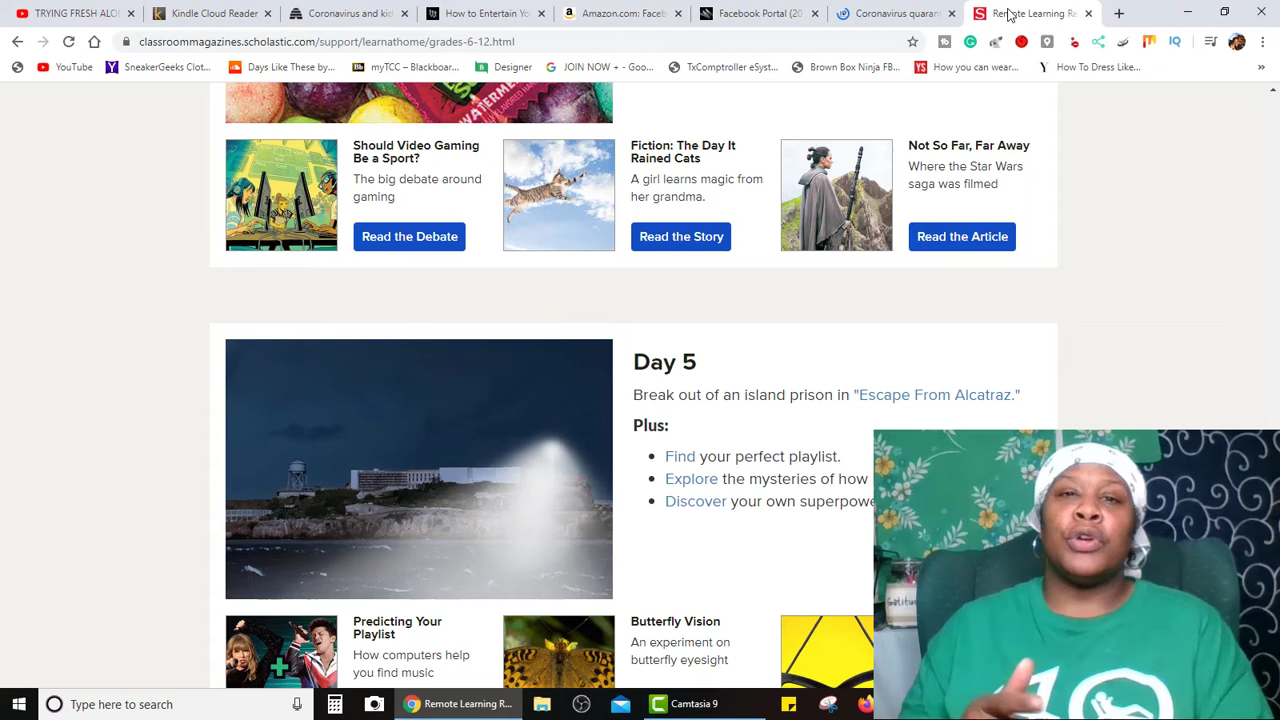 TRYING FRESH ALO
Kindle Cloud Reader
Coronavirus and kid
How to Entertain Yo
Amazon.com: Faceb
Facebook Portal (20
Coronavirus quaran
Remote Learning Re
classroommagazines.scholastic.com/support/learnathome/grades-6-12.html
YouTube
SneakerGeeks Clot...
Days Like These by...
myTCC – Blackboar...
Designer
JOIN NOW + - Goo...
TxComptroller eSyst...
Brown Box Ninja FB...
How you can wear...
How To Dress Like...
WATERMEL
Should Video Gaming
Be a Sport?
The big debate around
gaming
Read the Debate
Fiction: The Day It
Rained Cats
A girl learns magic from
her grandma.
Read the Story
Not So Far, Far Away
Where the Star Wars
saga was filmed
Read the Article
Day 5
Break out of an island prison in "Escape From Alcatraz."
Plus:
Find your perfect playlist.
Explore the mysteries of how
Discover your own superpowe
Predicting Your
Playlist
How computers help
you find music
Butterfly Vision
An experiment on
butterfly eyesight
Type here to search
Remote Learning R...
Camtasia 9